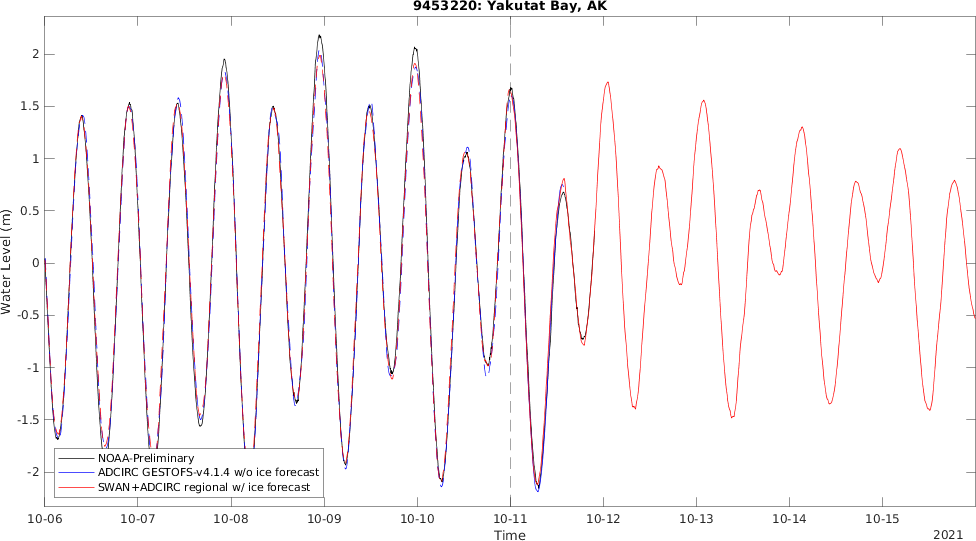 9453220: Yakutat Bay, AK
Water Level (m)
2
1.5
1
0.5
0
-0.5
-1
-1.5
-2
NOAA-Preliminary
ADCIRC GESTOFS-v4.1.4 w/o ice forecast
SWAN+ADCIRC regional w/ ice forecast
10-06 10-07 10-08 10-09 10-10 10-11 10-12 10-13 10-14 10-15
Time
2021